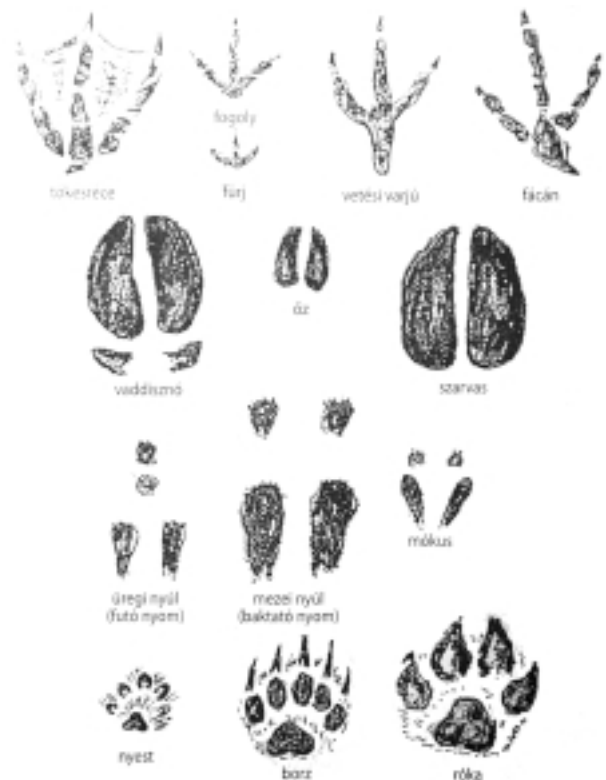 fogoly
tőkésréce
fürj
vetési varjú
fácán
őz
vaddisznó
szarvas
mókus
üregi nyúl
(futó nyom)
mezei nyúl
(baktató nyom)
nyest
borz
róka